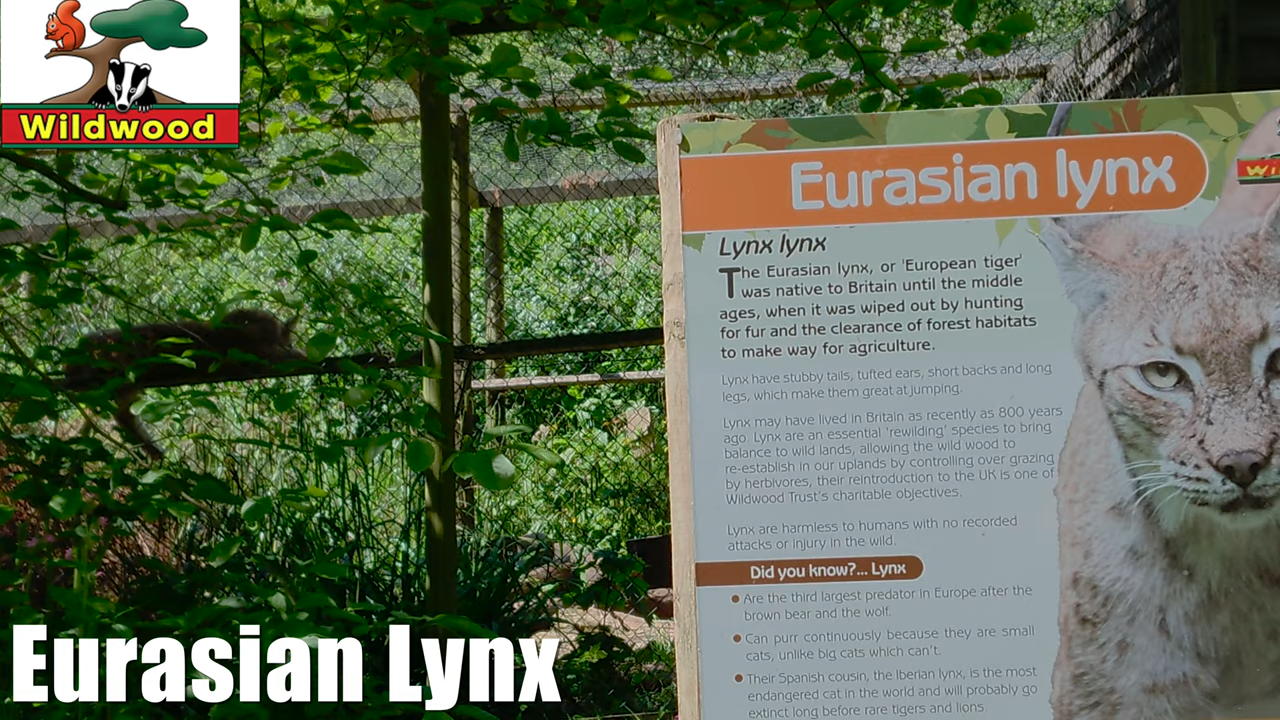 Wildwood
Eurasian lynx
Wi
Lynx lynx
The Eurasian lynx, or 'European tiger'
was native to Britain until the middle
ages, when it was wiped out by hunting
for fur and the clearance of forest habitats
to make way for agriculture.
Lynx have stubby tails, tufted ears, short backs and long
legs, which make them great at jumping.
Lynx may have lived in Britain as recently as 800 years
ago. Lynx are an essential 'rewilding' species to bring
balance to wild lands, allowing the wild wood to
re-establish in our uplands by controlling over grazing
by herbivores, their reintroduction to the UK is one of
Wildwood Trust's charitable objectives.
Lynx are harmless to humans with no recorded
attacks or injury in the wild.
Did you know?... Lynx
Are the third largest predator in Europe after the
brown bear and the wolf.
Can purr continuously because they are small
cats, unlike big cats which can't.
Their Spanish cousin, the Iberian lynx, is the most
endangered cat in the world and will probably go
extinct long before rare tigers and lions.
Eurasian Lynx